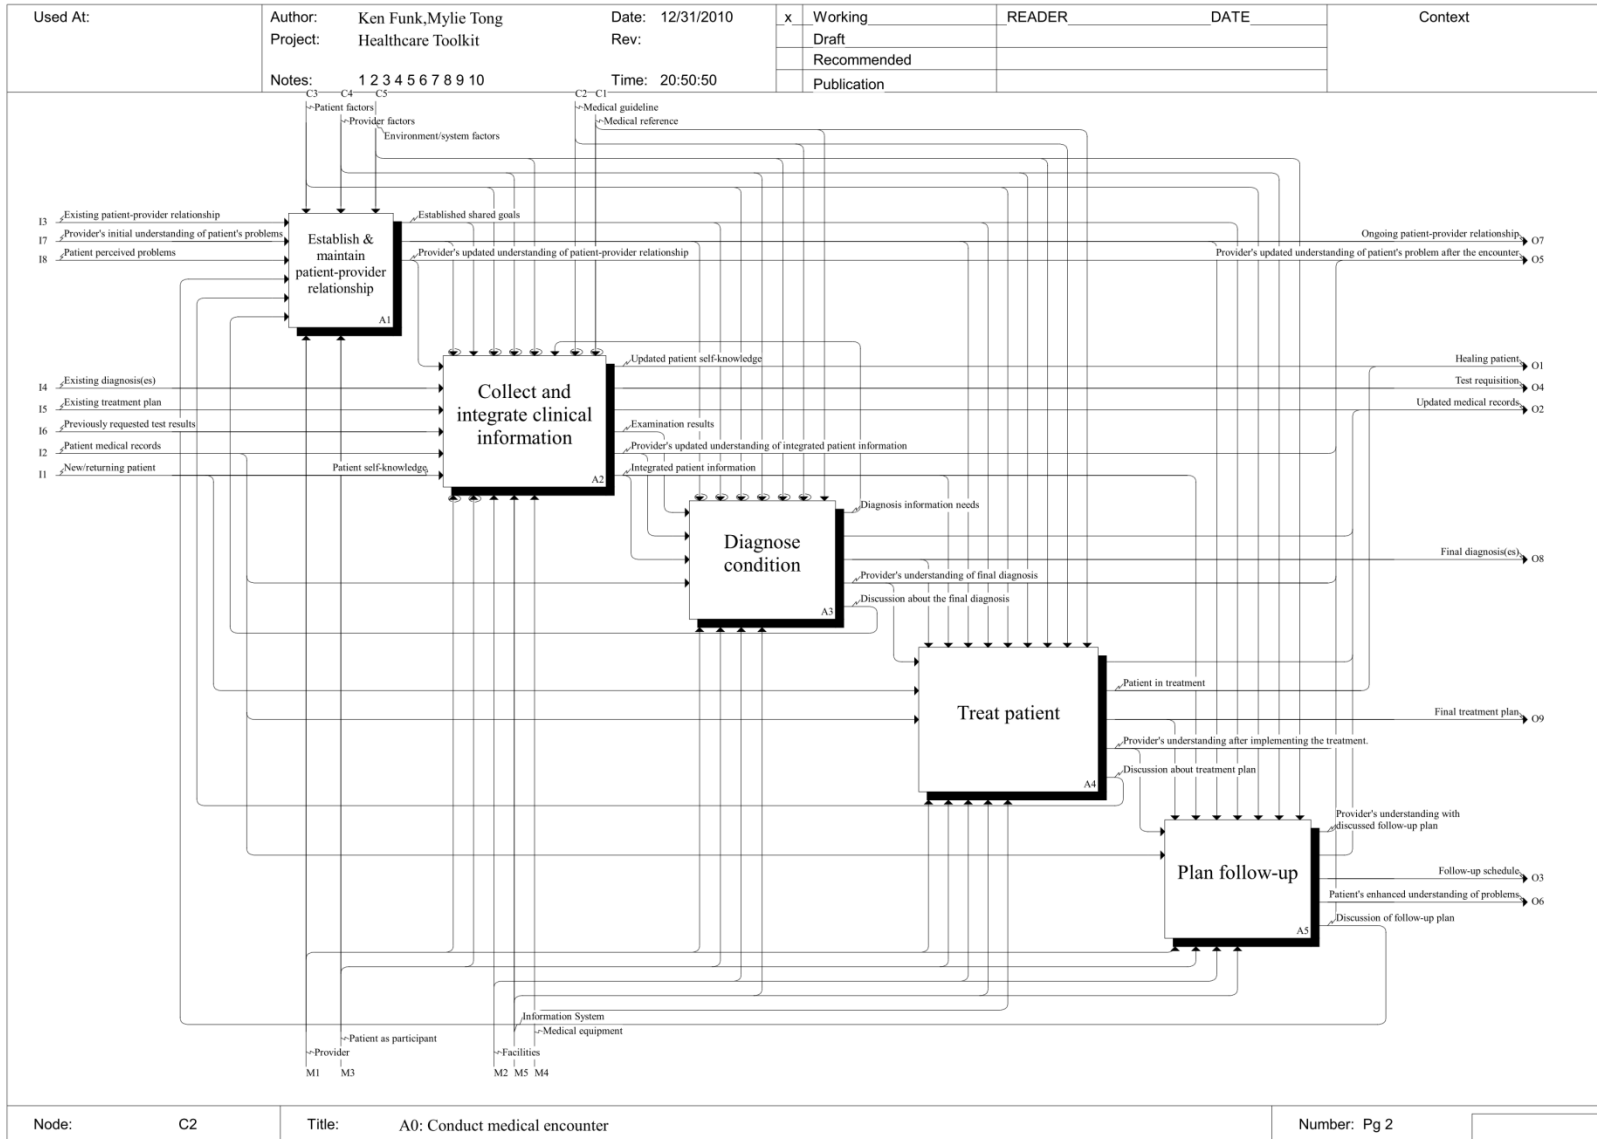 Used At:
Author: Ken Funk,Mylie Tong
Date: 12/31/2010
x Working
READER DATE
Context
Project: Healthcare Toolkit
Rev:
Draft
Recommended
Notes: 1 2 3 4 5 6 7 8 9 10
Time: 20:50:50
Publication
C3 C4 C5 C2 C1
Patient factors
Medical guideline
Provider factors
Medical reference
Environment/system factors
I3 Existing patient-provider relationship
Established shared goals
I7 Provider's initial understanding of patient's problems
Ongoing patient-provider relationship O7
I8 Patient perceived problems
Provider's updated understanding of patient-provider relationship
Provider's updated understanding of patient's problem after the encounter O5
Establish &
maintain
patient-provider
relationship
A1
Updated patient self-knowledge
Healing patient O1
I4 Existing diagnosis(es)
Test requisition O4
I5 Existing treatment plan
Updated medical records O2
I6 Previously requested test results
Examination results
I2 Patient medical records
Provider's updated understanding of integrated patient information
I1 New/returning patient
Patient self-knowledge
Integrated patient information
Collect and
integrate clinical
information
A2
Diagnosis information needs
Diagnose
condition
A3
Final diagnosis(es) O8
Provider's understanding of final diagnosis
Discussion about the final diagnosis
Treat patient
A4
Patient in treatment
Final treatment plan O9
Provider's understanding after implementing the treatment.
Discussion about treatment plan
Provider's understanding with
discussed follow-up plan
Plan follow-up
A5
Follow-up schedule O3
Patient's enhanced understanding of problems O6
Discussion of follow-up plan
Information System
Medical equipment
Patient as participant
Provider
Facilities
M1 M3 M2 M5 M4
Node: C2
Title: A0: Conduct medical encounter
Number: Pg 2